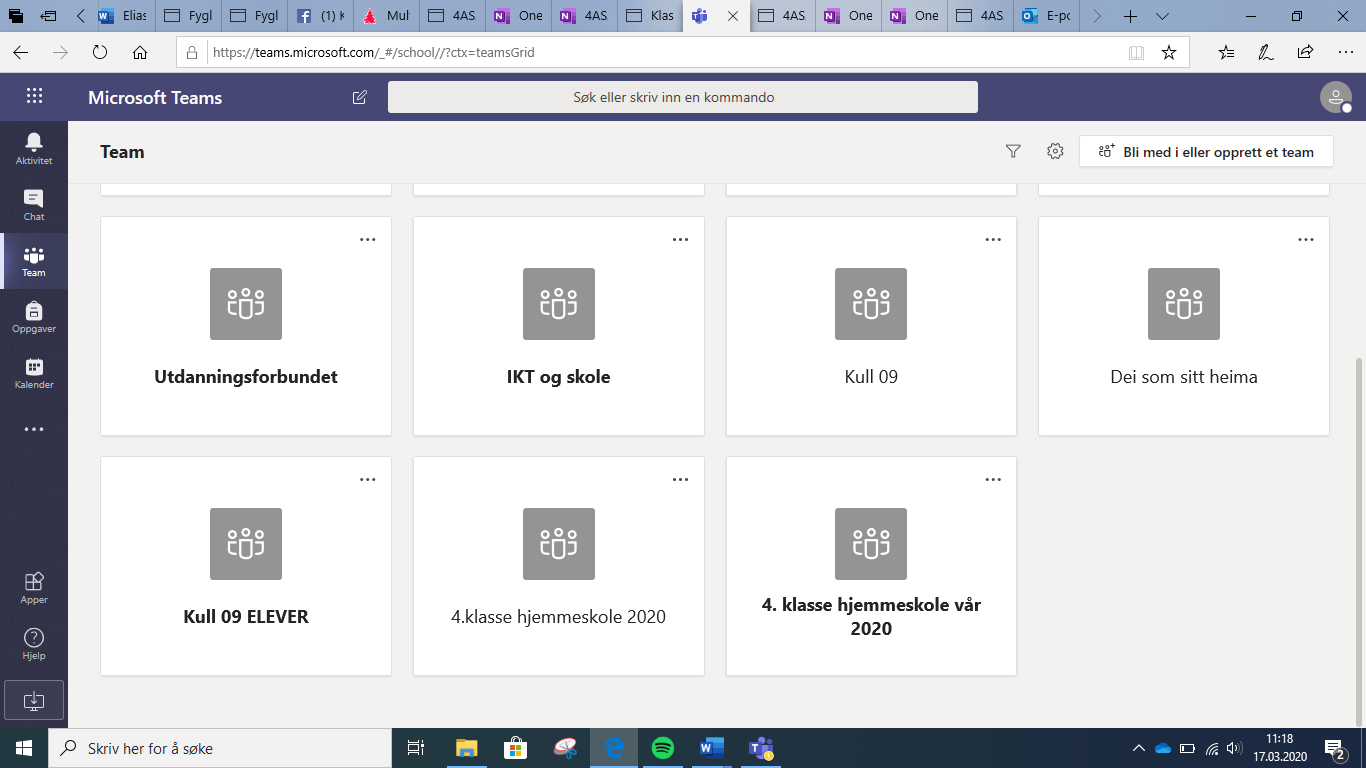 Elias
Fygl
Fygl
(1) K
Mul
4AS.
One
4AS.
Klas
4AS.
One
One
4AS.
E-po
https://teams.microsoft.com/_#/school//?ctx=teamsGrid
Microsoft Teams
Søk eller skriv inn en kommando
Aktivitet
Chat
Team
Oppgaver
Kalender
Apper
Hjelp
Team
Bli med i eller opprett et team
Utdanningsforbundet
IKT og skole
Kull 09
Dei som sitt heima
Kull 09 ELEVER
4.klasse hjemmeskole 2020
4. klasse hjemmeskole vår
2020
Skriv her for å søke
11:18
17.03.2020
2